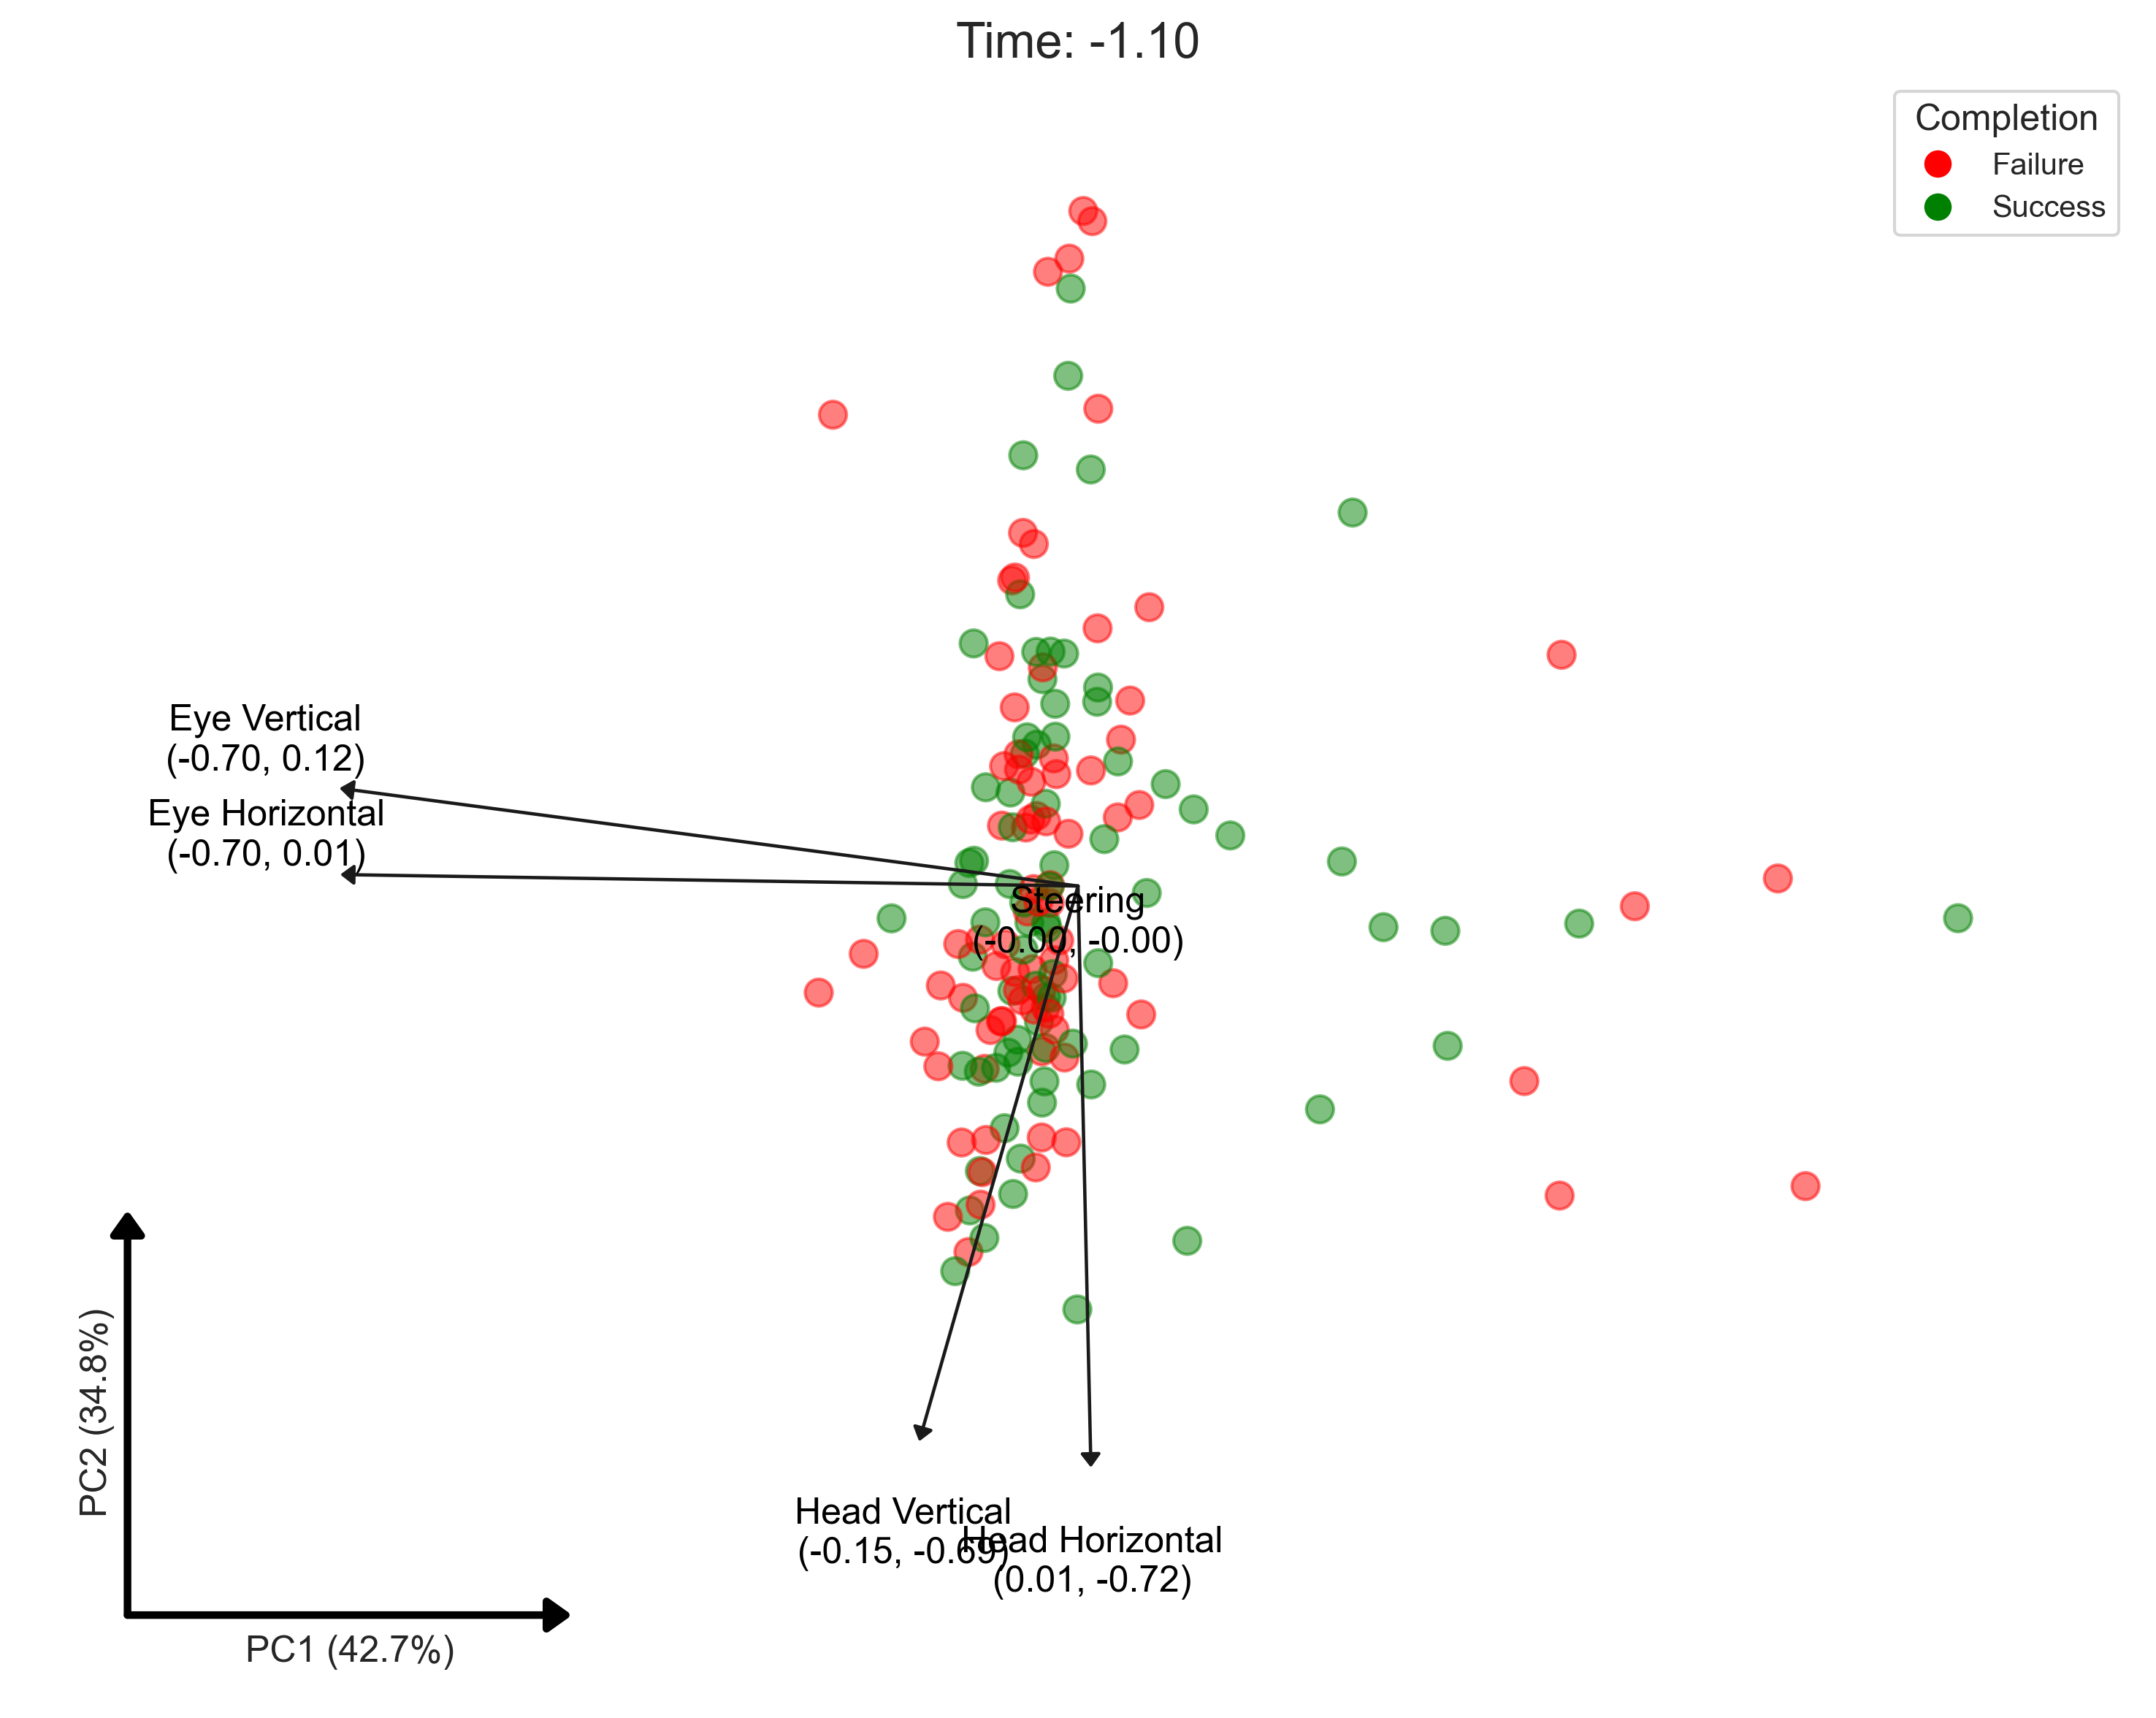 Time: -1.10
Completion
Failure
Success
Eye Vertical
(-0.70, 0.12)
Eye Horizontal
(-0.70, 0.01)
Steering
(-0.00, -0.00)
Head Vertical
(-0.15, -0.69)
Head Horizontal
(0.01, -0.72)
PC2 (34.8%)
PC1 (42.7%)